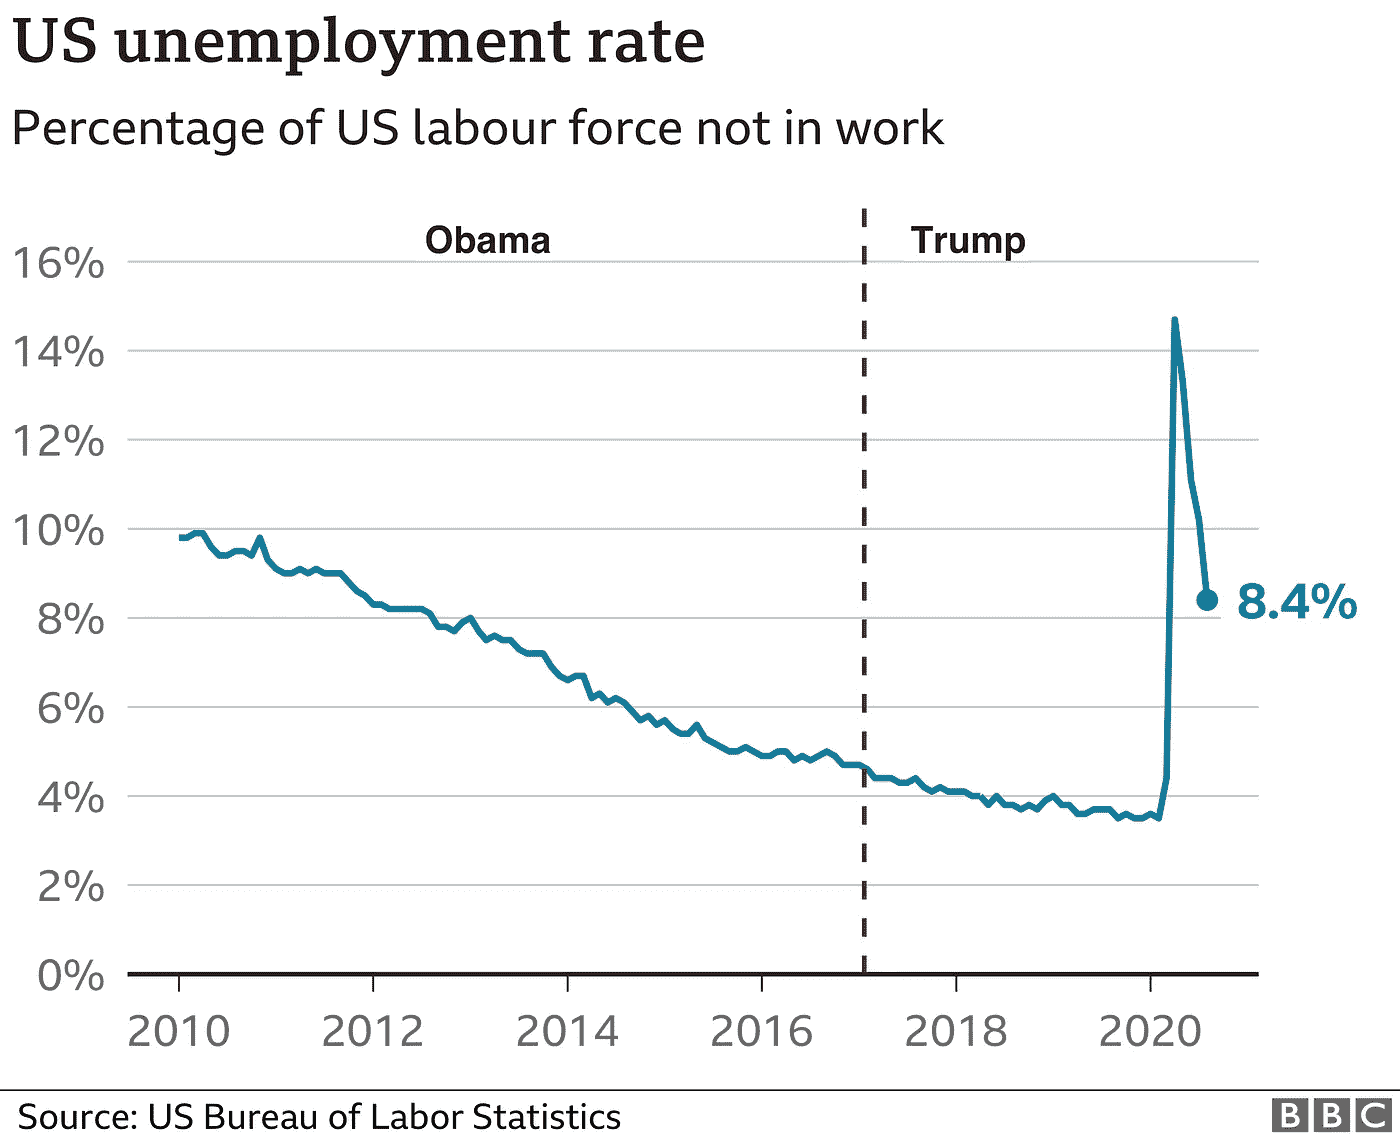 US unemployment rate
Percentage of US labour force not in work
Obama
Trump
16%
14%
12%
10%
8%
8.4%
6%
4%
2%
0%
2010 2012 2014 2016 2018 2020
Source: US Bureau of Labor Statistics
BBC